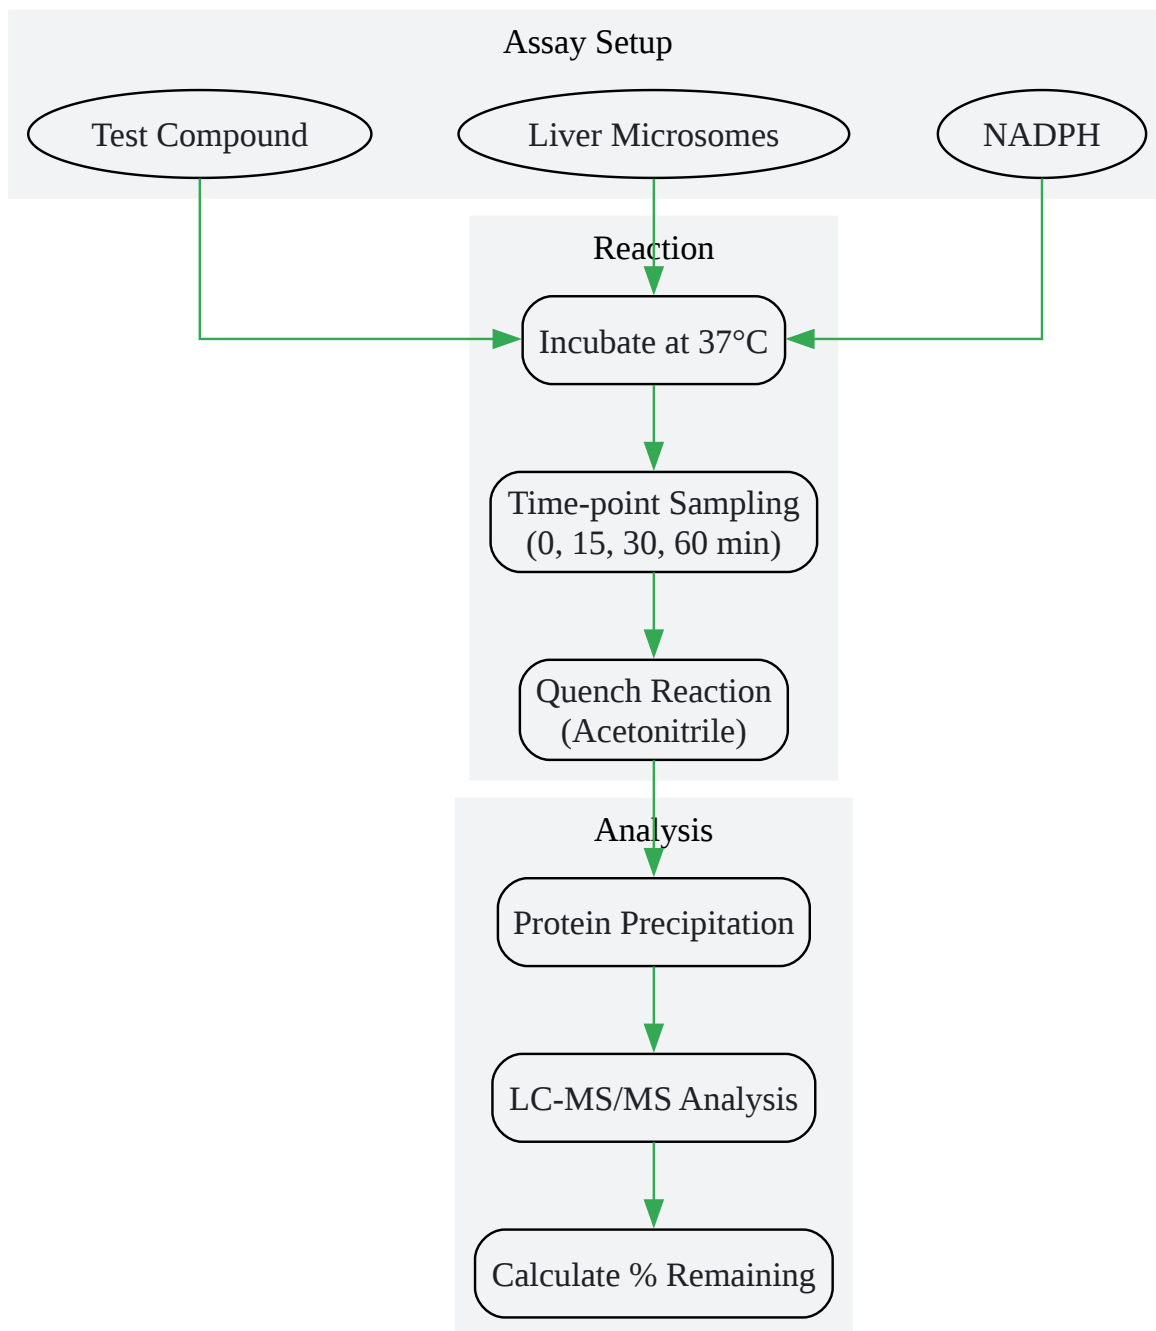 Assay Setup
Test Compound
Liver Microsomes
NADPH
Reaction
Incubate at 37°C
Time-point Sampling
(0, 15, 30, 60 min)
Quench Reaction
(Acetonitrile)
Analysis
Protein Precipitation
LC-MS/MS Analysis
Calculate % Remaining